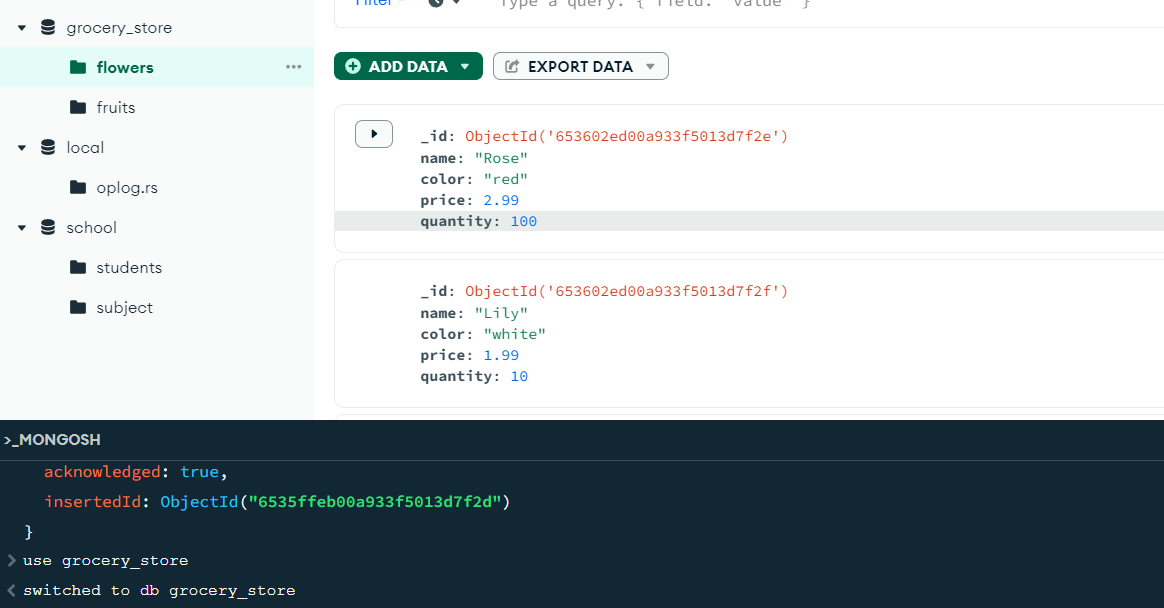 grocery_store
flowers
fruits
local
oplog.rs
school
students
subject
Filter
Type a query: { field: 'value' }
ADD DATA
EXPORT DATA
_id: ObjectId('653602ed00a933f5013d7f2e')
name: "Rose"
color: "red"
price: 2.99
quantity: 100
_id: ObjectId('653602ed00a933f5013d7f2f')
name: "Lily"
color: "white"
price: 1.99
quantity: 10
>_MONGOSH
acknowledged: true,
insertedId: ObjectId("6535ffeb00a933f5013d7f2d")
}
> use grocery_store
< switched to db grocery_store